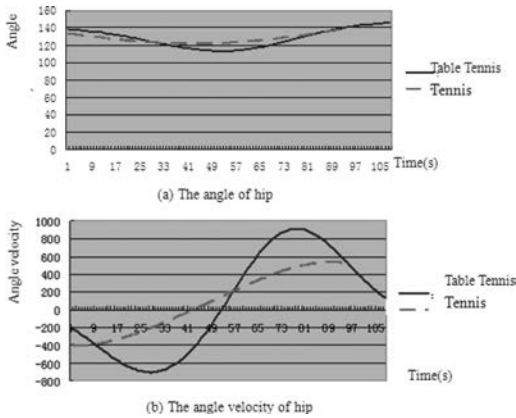 Angle
160
140
120
100
80
60
40
20
0
1 9 17 25 33 41 49 57 65 73 81 89 97 105
Time(s)
Table Tennis
Tennis
(a) The angle of hip
Angle velocity
1000
800
600
400
200
0
-200
-400
-600
-800
1 9 17 25 33 41 49 57 65 73 81 89 97 105
Table Tennis
Tennis
Time(s)
(b) The angle velocity of hip